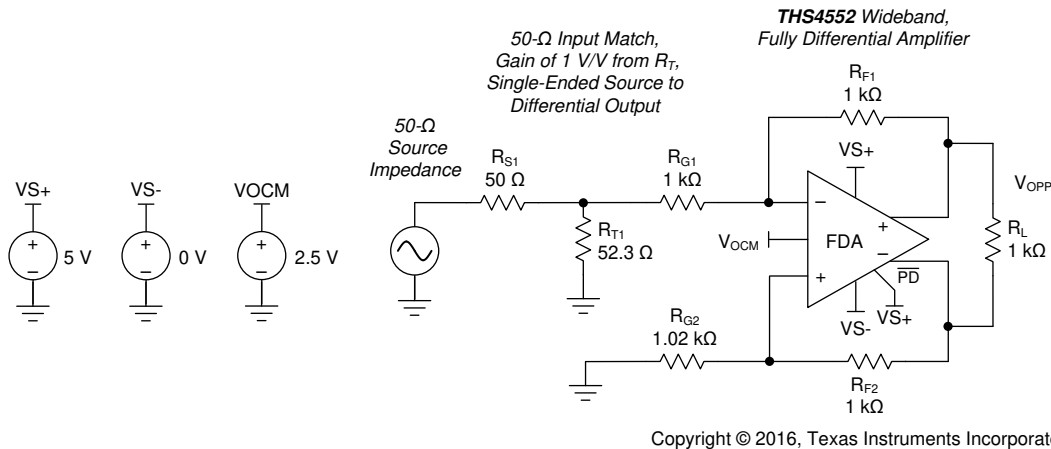 THS4552 Wideband,
Fully Differential Amplifier
50-Ω Input Match,
Gain of 1 V/V from RT,
Single-Ended Source to
Differential Output
50-Ω
Source
Impedance
RF1
1 kΩ
RS1
50 Ω
RG1
1 kΩ
VS+
VS+
5 V
VS-
0 V
VOCM
2.5 V
RT1
52.3 Ω
VOCM
FDA
PD
VS-
VS+
VOPP
RL
1 kΩ
RG2
1.02 kΩ
RF2
1 kΩ
Copyright © 2016, Texas Instruments